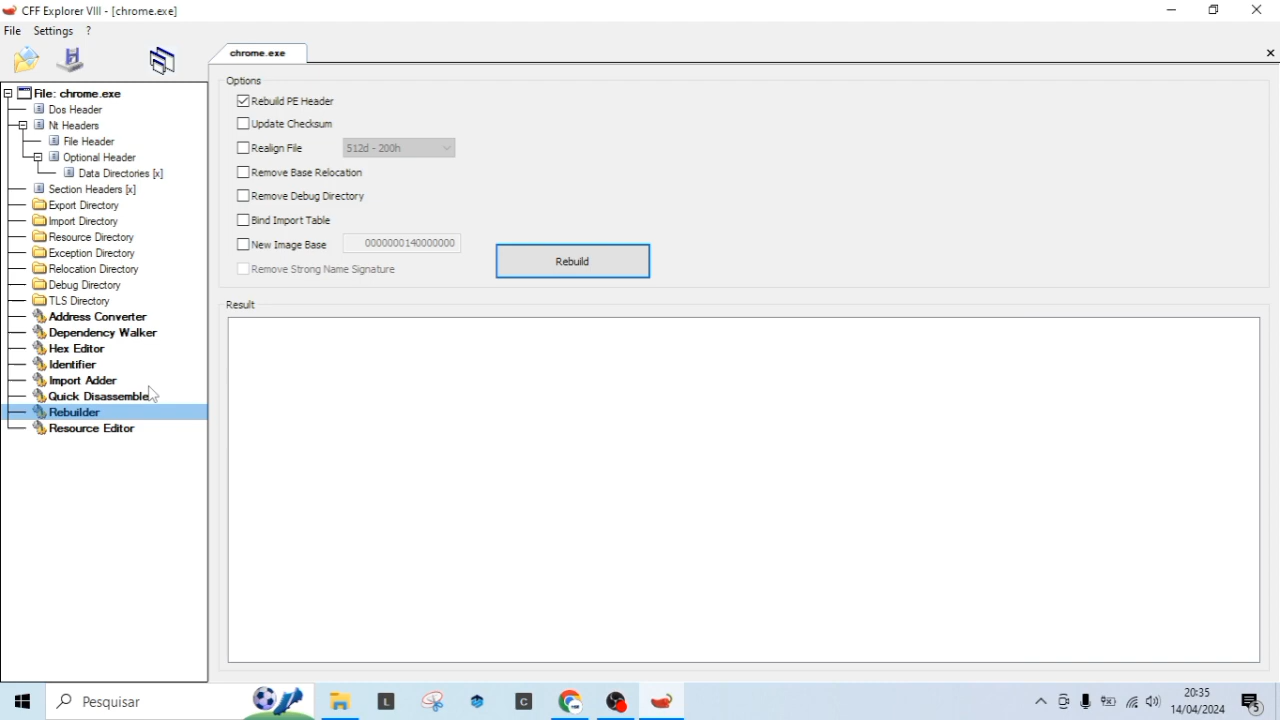 CFF Explorer VIII - [chrome.exe]
File Settings ?
chrome.exe
File: chrome.exe
Dos Header
Nt Headers
File Header
Optional Header
Data Directories [x]
Section Headers [x]
Export Directory
Import Directory
Resource Directory
Exception Directory
Relocation Directory
Debug Directory
TLS Directory
Address Converter
Dependency Walker
Hex Editor
Identifier
Import Adder
Quick Disassemble
Rebuilder
Resource Editor
Options
Rebuild PE Header
Update Checksum
Realign File 512d - 200h
Remove Base Relocation
Remove Debug Directory
Bind Import Table
New Image Base 0000000140000000
Remove Strong Name Signature
Rebuild
Result
Pesquisar
L
C
20:35
14/04/2024
5